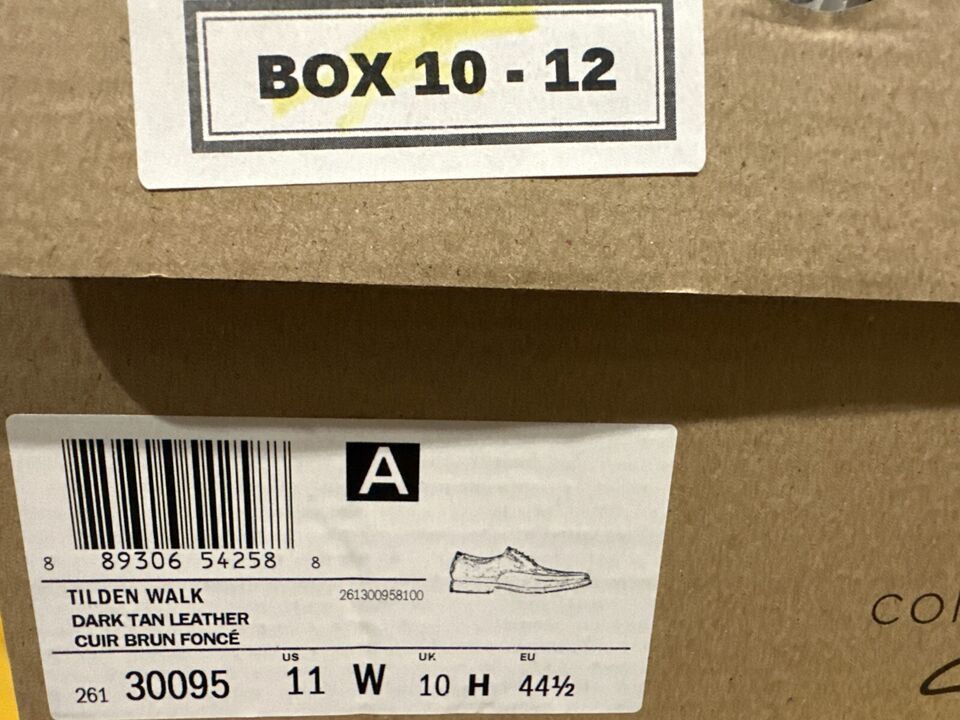 BOX 10 - 12
A
8 89306 54258 8
TILDEN WALK 261300958100
DARK TAN LEATHER
CUIR BRUN FONCÉ
US UK EU
261 30095 11 W 10 H 44½